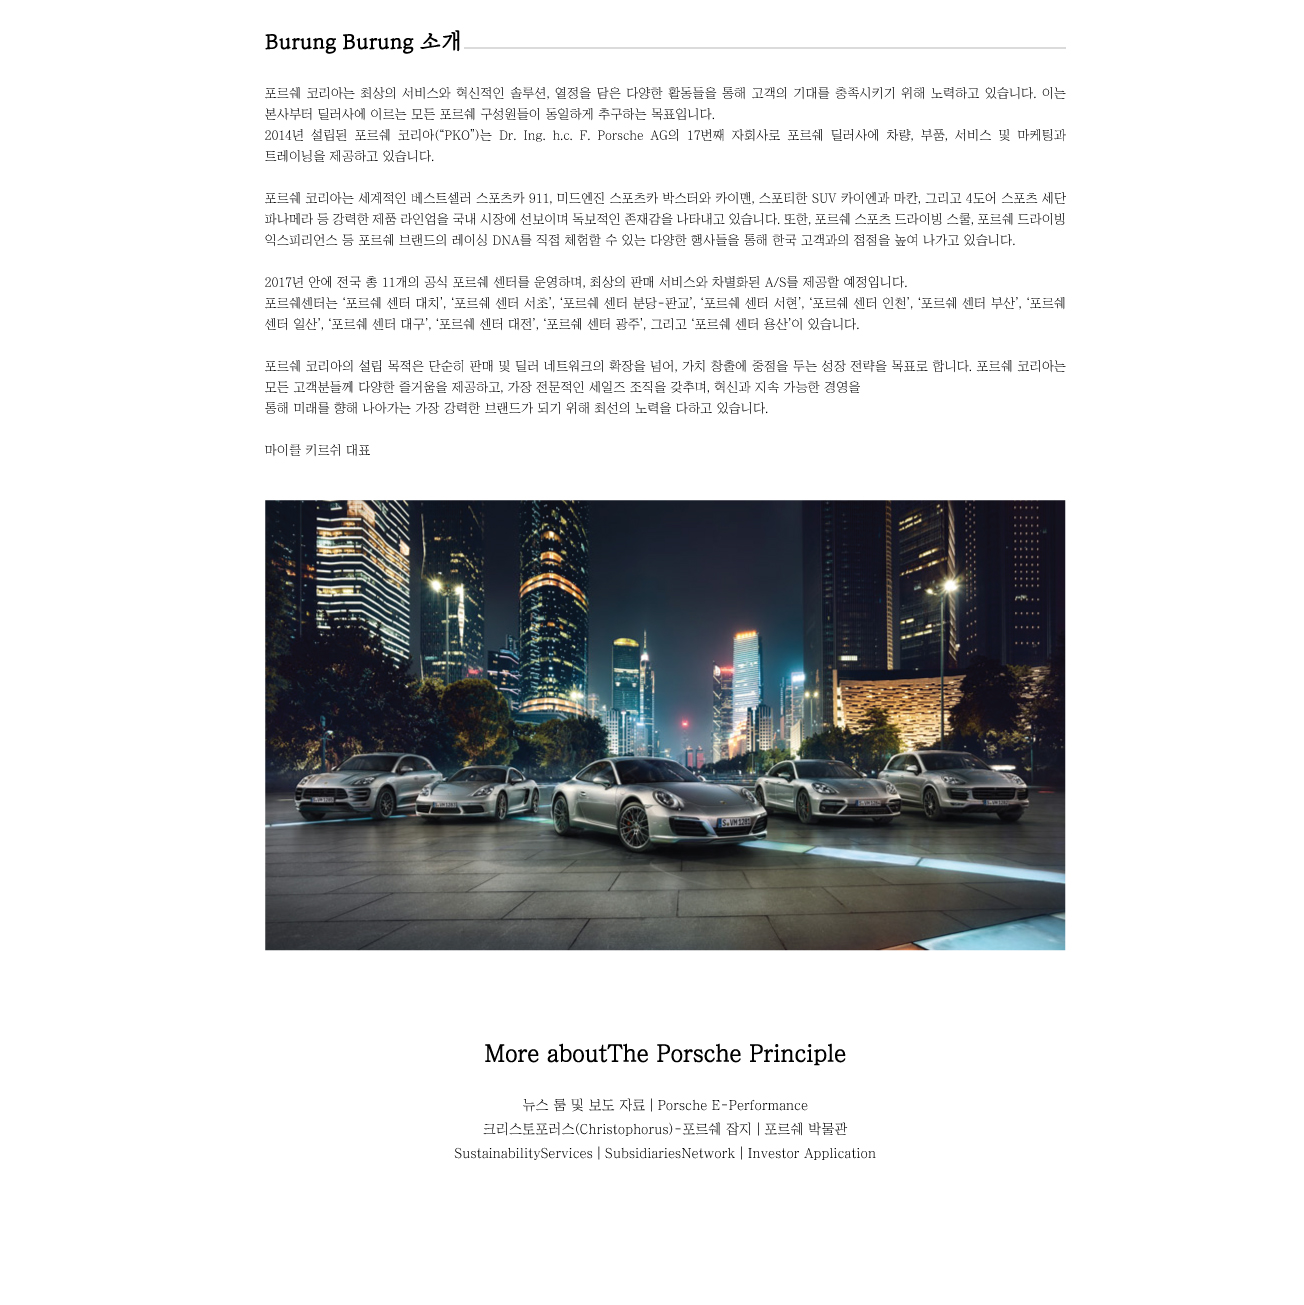 Burung Burung 소개
포르쉐 코리아는 최상의 서비스와 혁신적인 솔루션, 열정을 담은 다양한 활동들을 통해 고객의 기대를 충족시키기 위해 노력하고 있습니다. 이는
본사부터 딜러사에 이르는 모든 포르쉐 구성원들이 동일하게 추구하는 목표입니다.
2014년 설립된 포르쉐 코리아(“PKO”)는 Dr. Ing. h.c. F. Porsche AG의 17번째 자회사로 포르쉐 딜러사에 차량, 부품, 서비스 및 마케팅과
트레이닝을 제공하고 있습니다.
포르쉐 코리아는 세계적인 베스트셀러 스포츠카 911, 미드엔진 스포츠카 박스터와 카이맨, 스포티한 SUV 카이엔과 마칸, 그리고 4도어 스포츠 세단
파나메라 등 강력한 제품 라인업을 국내 시장에 선보이며 독보적인 존재감을 나타내고 있습니다. 또한, 포르쉐 스포츠 드라이빙 스쿨, 포르쉐 드라이빙
익스피리언스 등 포르쉐 브랜드의 레이싱 DNA를 직접 체험할 수 있는 다양한 행사들을 통해 한국 고객과의 접점을 높여 나가고 있습니다.
2017년 안에 전국 총 11개의 공식 포르쉐 센터를 운영하며, 최상의 판매 서비스와 차별화된 A/S를 제공할 예정입니다.
포르쉐센터는 ‘포르쉐 센터 대치’, ‘포르쉐 센터 서초’, ‘포르쉐 센터 분당-판교’, ‘포르쉐 센터 서현’, ‘포르쉐 센터 인천’, ‘포르쉐 센터 부산’, ‘포르쉐
센터 일산’, ‘포르쉐 센터 대구’, ‘포르쉐 센터 대전’, ‘포르쉐 센터 광주’, 그리고 ‘포르쉐 센터 용산’이 있습니다.
포르쉐 코리아의 설립 목적은 단순히 판매 및 딜러 네트워크의 확장을 넘어, 가치 창출에 중점을 두는 성장 전략을 목표로 합니다. 포르쉐 코리아는
모든 고객분들께 다양한 즐거움을 제공하고, 가장 전문적인 세일즈 조직을 갖추며, 혁신과 지속 가능한 경영을
통해 미래를 향해 나아가는 가장 강력한 브랜드가 되기 위해 최선의 노력을 다하고 있습니다.
마이클 키르쉬 대표
More aboutThe Porsche Principle
뉴스 룸 및 보도 자료 | Porsche E-Performance
크리스토포러스(Christophorus)-포르쉐 잡지 | 포르쉐 박물관
SustainabilityServices | SubsidiariesNetwork | Investor Application